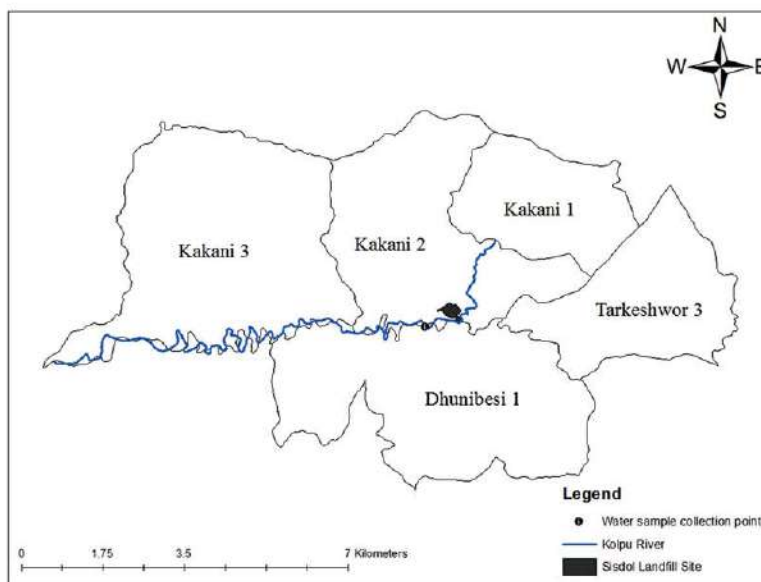 N
W E
S
Kakani 1
Kakani 2
Kakani 3
Tarkeshwor 3
Dhunibesi 1
Legend
Water sample collection point
Kolpu River
Sisdol Landfill Site
0 1.75 3.5 7 Kilometers